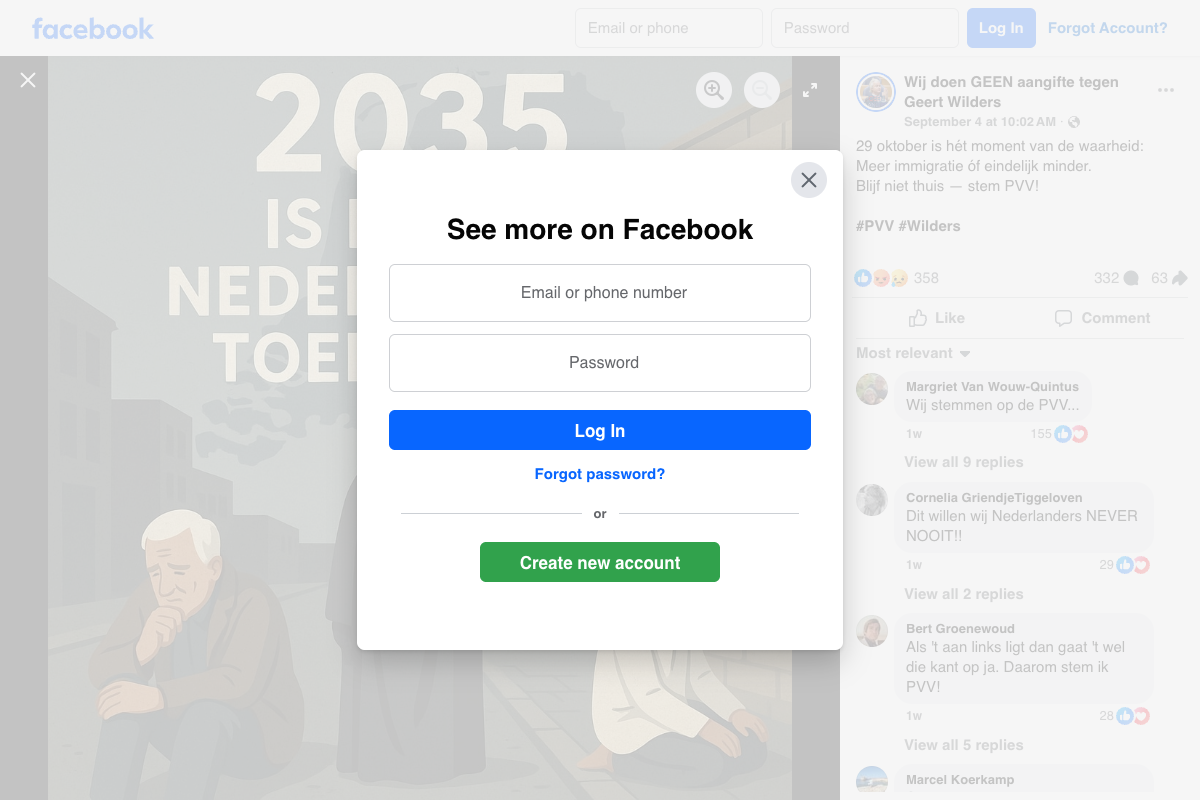 facebook
Email or phone
Password
Log In
Forgot Account?
2035
IS
NEDE
TOE
See more on Facebook
Email or phone number
Password
Log In
Forgot password?
or
Create new account
Wij doen GEEN aangifte tegen
Geert Wilders
September 4 at 10:02 AM ·
29 oktober is hét moment van de waarheid:
Meer immigratie óf eindelijk minder.
Blijf niet thuis — stem PVV!
#PVV #Wilders
358
332
63
Like
Comment
Most relevant
Margriet Van Wouw-Quintus
Wij stemmen op de PVV...
1w
155
View all 9 replies
Cornelia GriendjeTiggeloven
Dit willen wij Nederlanders NEVER
NOOIT!!
1w
29
View all 2 replies
Bert Groenewoud
Als 't aan links ligt dan gaat 't wel
die kant op ja. Daarom stem ik
PVV!
1w
28
View all 5 replies
Marcel Koerkamp